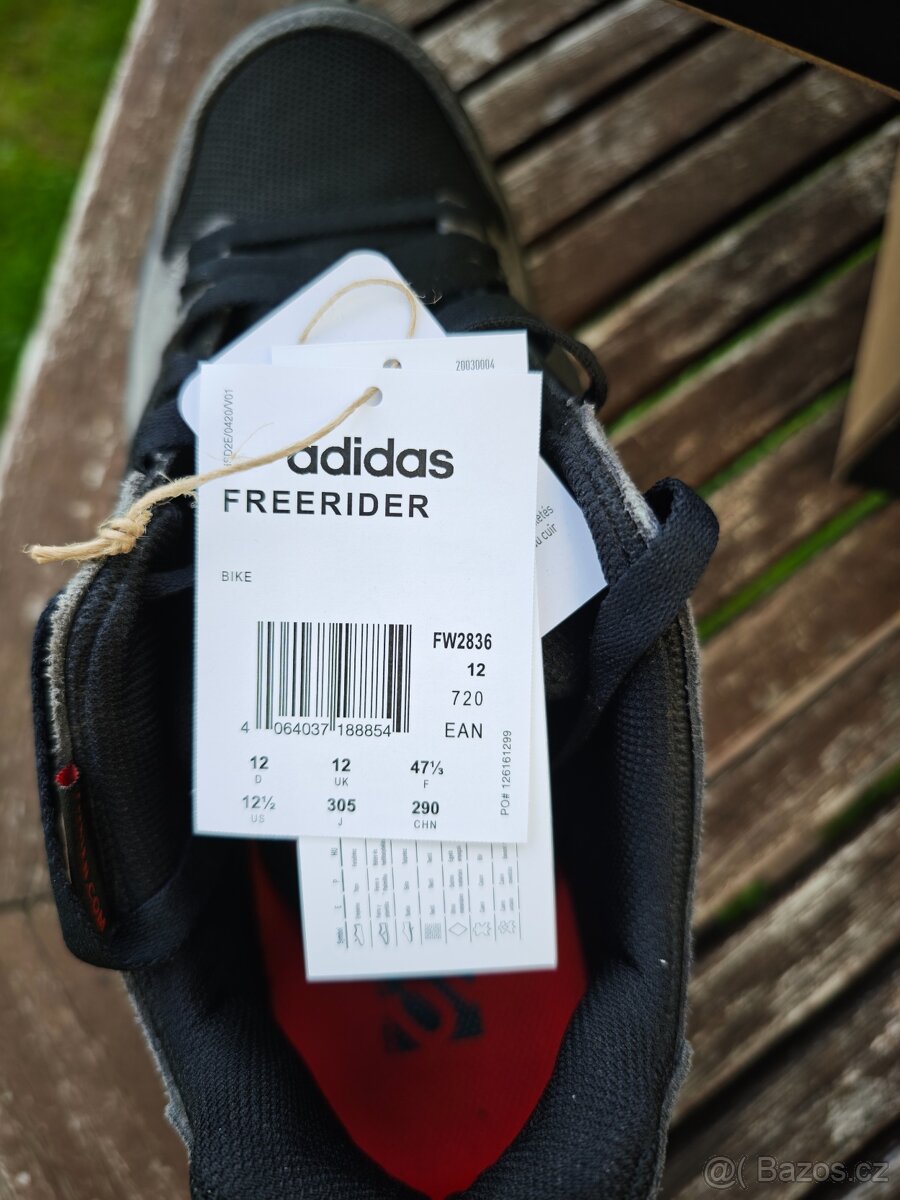 20030004
adidas
FREERIDER
BIKE
FW2836
12
720
EAN
4 064037 188854
PO# 126161299
12 12 47⅓
D UK F
12½ 305 290
US J CHN
cuir
@( Bazos.cz